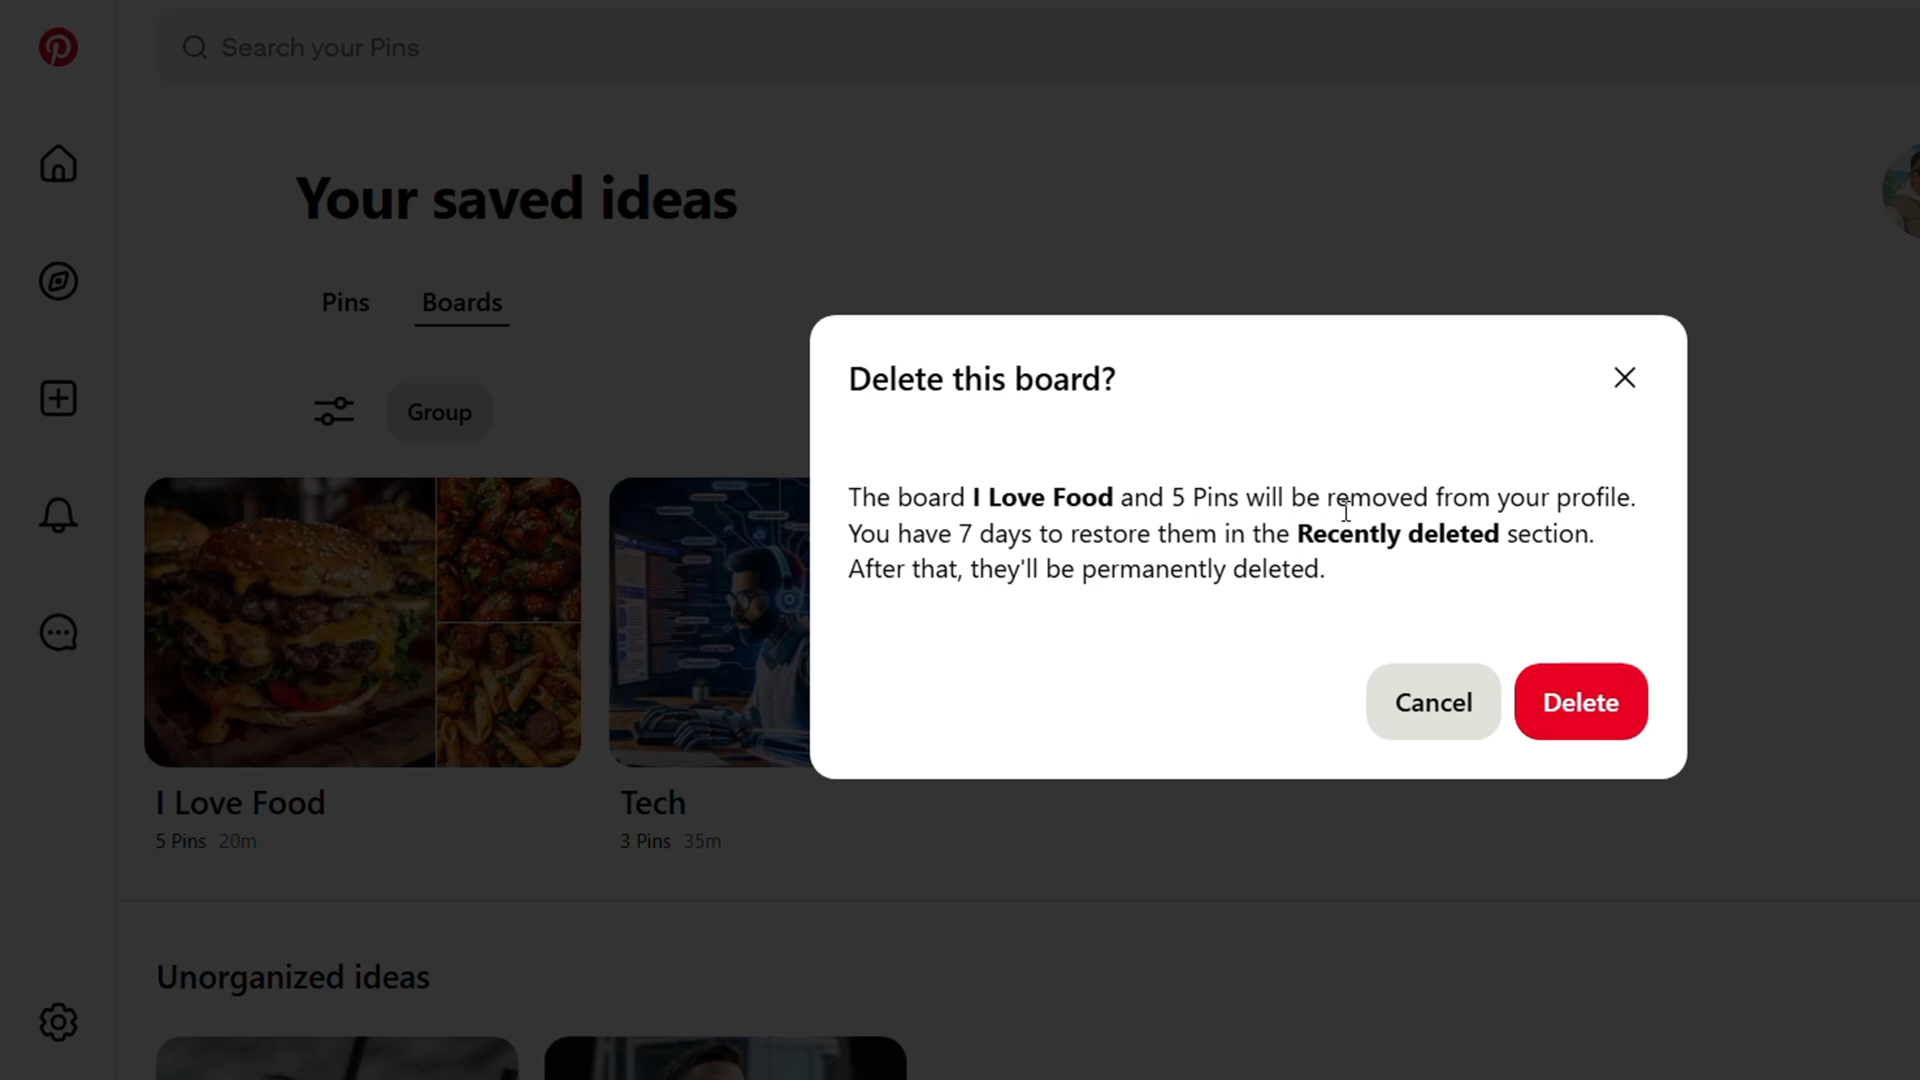 Search your Pins
Your saved ideas
Pins
Boards
Group
Delete this board?
The board I Love Food and 5 Pins will be removed from your profile.
You have 7 days to restore them in the Recently deleted section.
After that, they'll be permanently deleted.
Cancel
Delete
I Love Food
5 Pins 20m
Tech
3 Pins 35m
Unorganized ideas